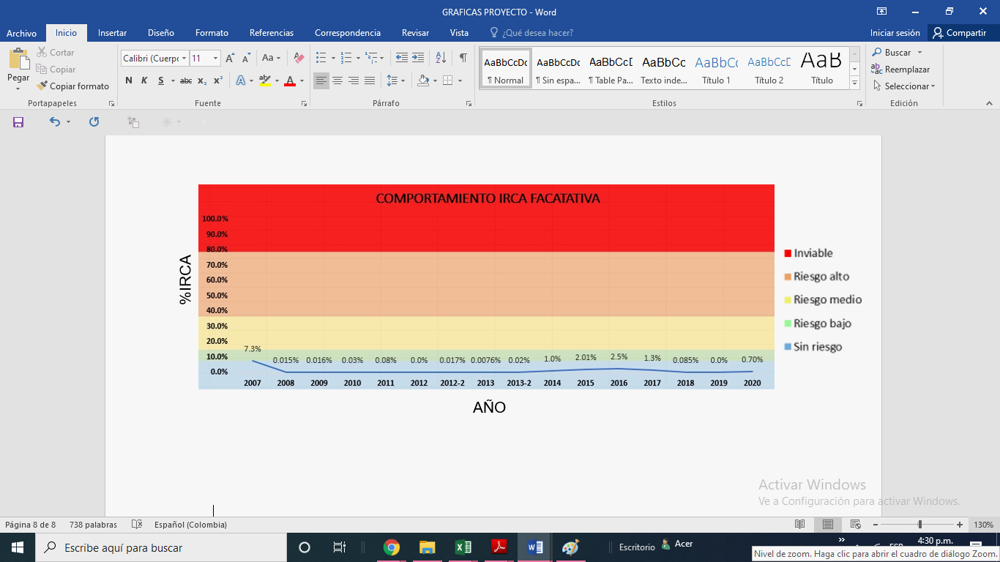 GRAFICAS PROYECTO - Word
Archivo Inicio Insertar Diseño Formato Referencias Correspondencia Revisar Vista ¿Qué desea hacer? Iniciar sesión Compartir
Pegar
Cortar
Copiar
Copiar formato
Portapapeles
Calibri (Cuerpo 11
N K S abc x₂ x²
Fuente
Párrafo
AaBbCcDc AaBbCcDc AaBbCcD AaBbCc AaBbCc AaBbCcD AaB
¶ Normal ¶ Sin espa... ¶ Table Pa... Texto inde... Título 1 Título 2 Título
Estilos
Buscar
Reemplazar
Seleccionar
Edición
COMPORTAMIENTO IRCA FACATATIVA
%IRCA
100.0%
90.0%
80.0%
70.0%
60.0%
50.0%
40.0%
30.0%
20.0%
10.0%
0.0%
7.3% 0.015% 0.016% 0.03% 0.08% 0.0% 0.017% 0.0076% 0.02% 1.0% 2.01% 2.5% 1.3% 0.085% 0.0% 0.70%
2007 2008 2009 2010 2011 2012 2012-2 2013 2013-2 2014 2015 2016 2017 2018 2019 2020
AÑO
Inviable
Riesgo alto
Riesgo medio
Riesgo bajo
Sin riesgo
Activar Windows
Ve a Configuración para activar Windows.
Página 8 de 8 738 palabras Español (Colombia) 130%
Escribe aquí para buscar
Escritorio Acer
4:30 p.m.
Nivel de zoom. Haga clic para abrir el cuadro de diálogo Zoom.